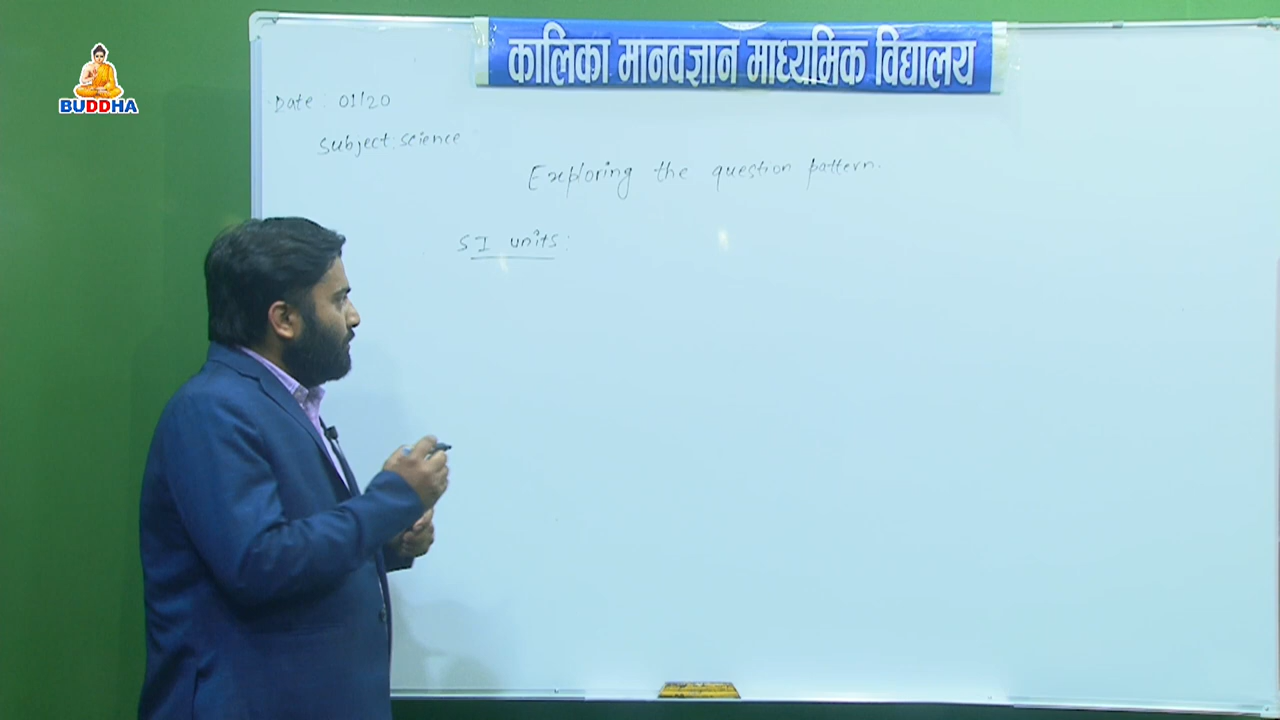 BUDDHA
कालिका मानवज्ञान माध्यमिक विद्यालय
Date: 01/20
Subject: science
Exploring the question pattern.
SI units: